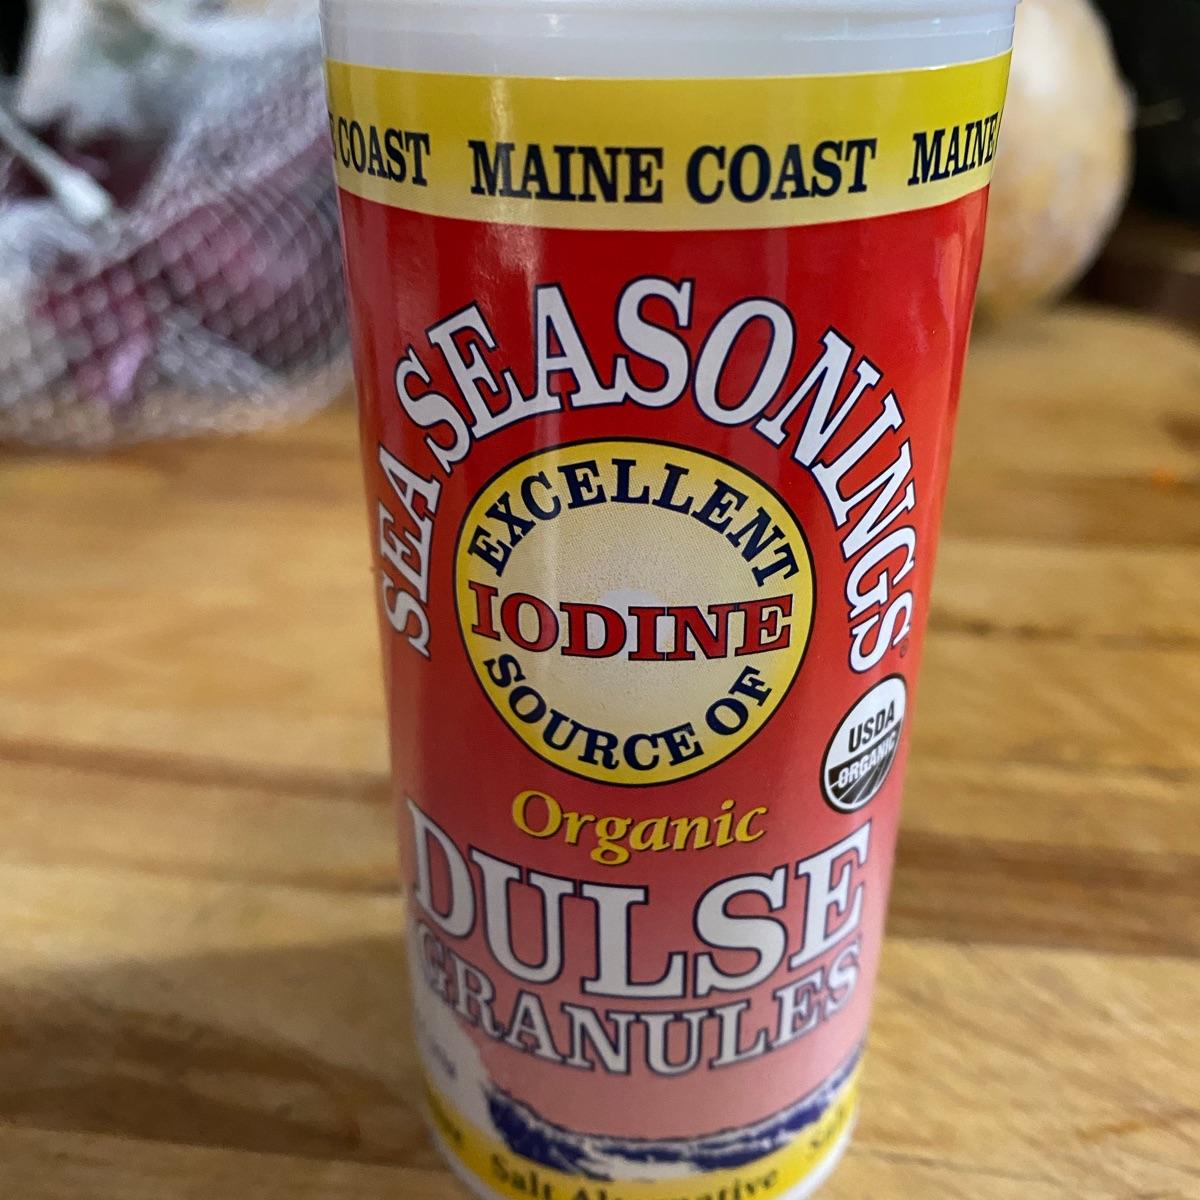 COAST MAINE COAST MAINE
SEA SEASONINGS®
EXCELLENT
SOURCE OF
IODINE
USDA
ORGANIC
Organic
DULSE
GRANULES
Salt Alternative